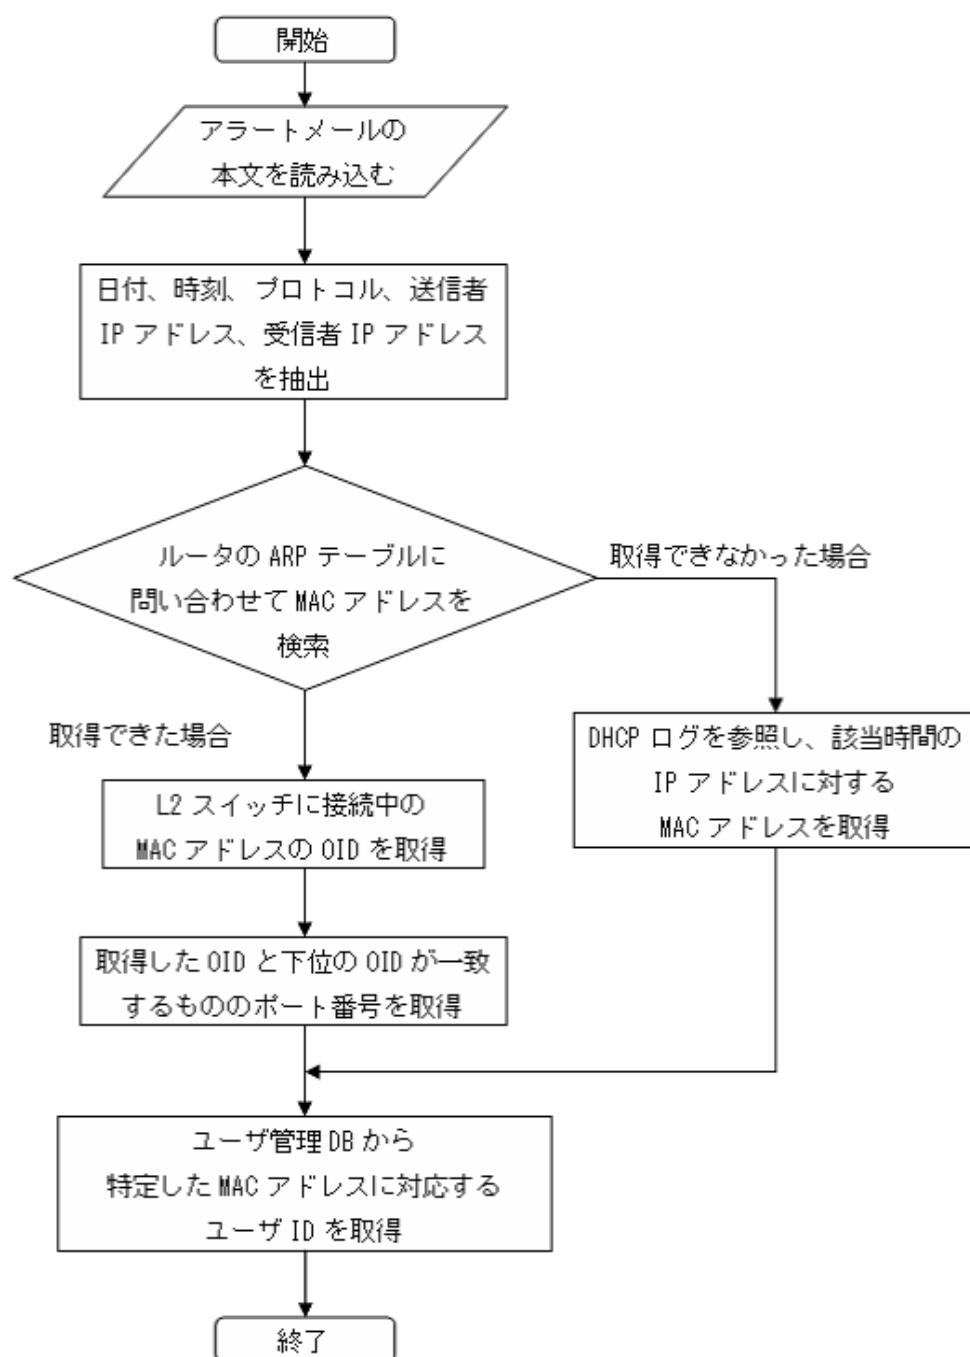 開始
アラートメールの
本文を読み込む
日付、時刻、プロトコル、送信者
IP アドレス、受信者 IP アドレス
を抽出
ルータの ARP テーブルに
問い合わせて MAC アドレスを
検索
取得できなかった場合
取得できた場合
DHCP ログを参照し、該当時間の
IP アドレスに対する
MAC アドレスを取得
L2 スイッチに接続中の
MAC アドレスの OID を取得
取得した OID と下位の OID が一致
するもののポート番号を取得
ユーザ管理 DB から
特定した MAC アドレスに対応する
ユーザ ID を取得
終了